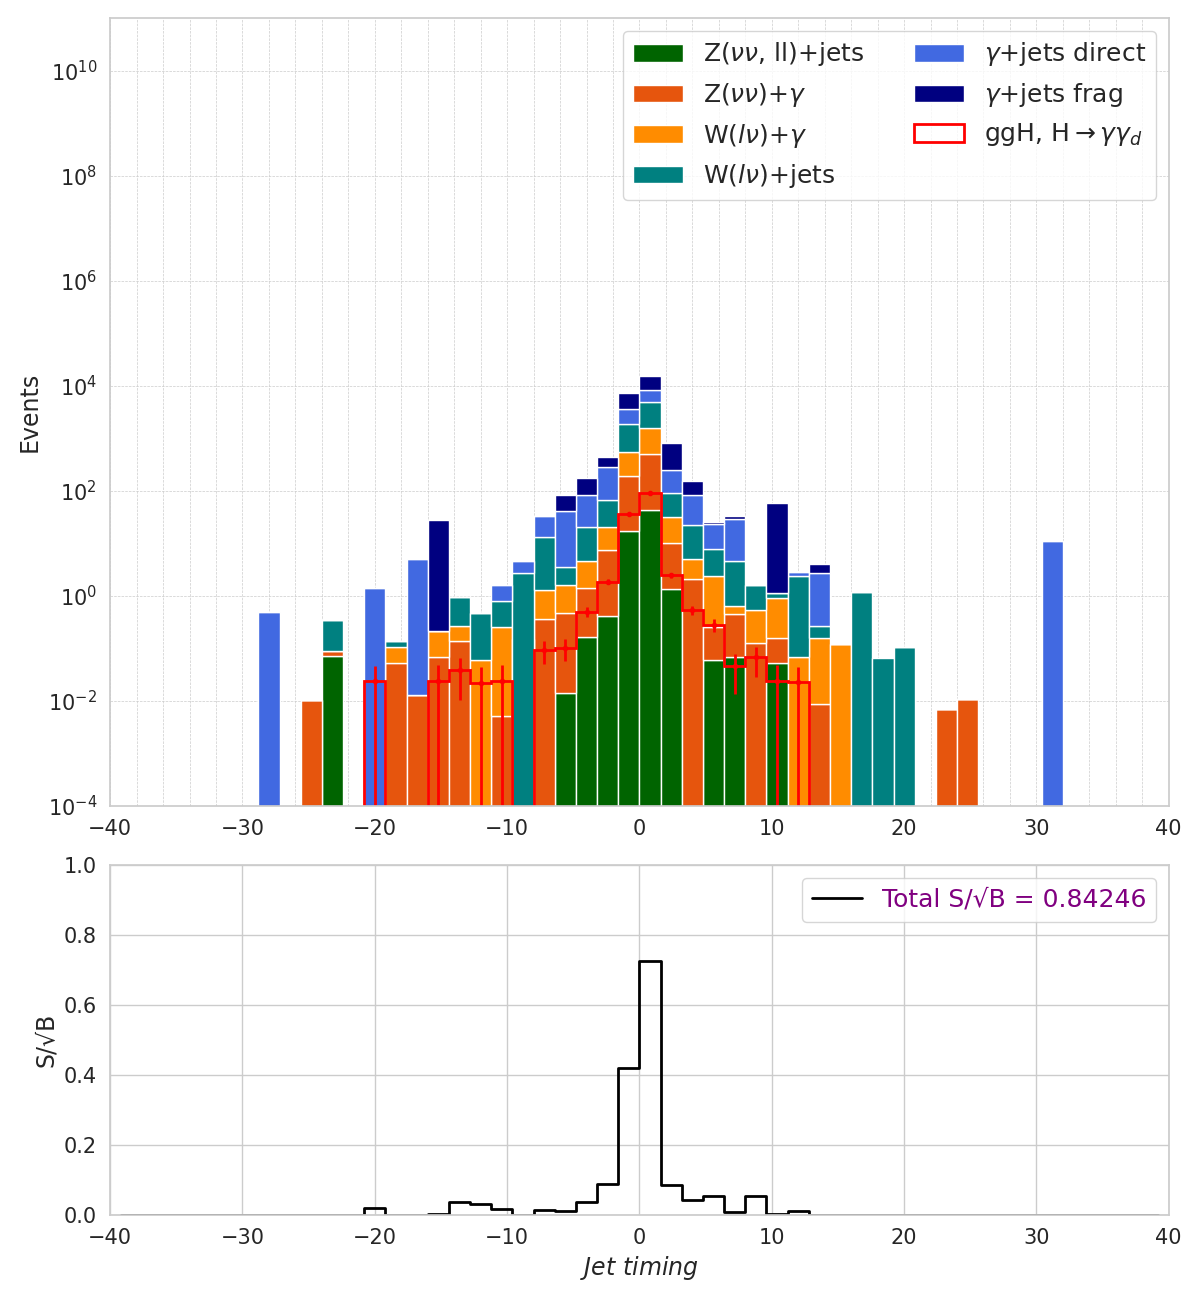 Z(νν, ll)+jets
Z(νν)+γ
W(lν)+γ
W(lν)+jets
γ+jets direct
γ+jets frag
ggH, H→γγ_d
Events
10^10
10^8
10^6
10^4
10^2
10^0
10^−2
10^−4
−40 −30 −20 −10 0 10 20 30 40
Total S/√B = 0.84246
S/√B
1.0
0.8
0.6
0.4
0.2
0.0
−40 −30 −20 −10 0 10 20 30 40
Jet timing